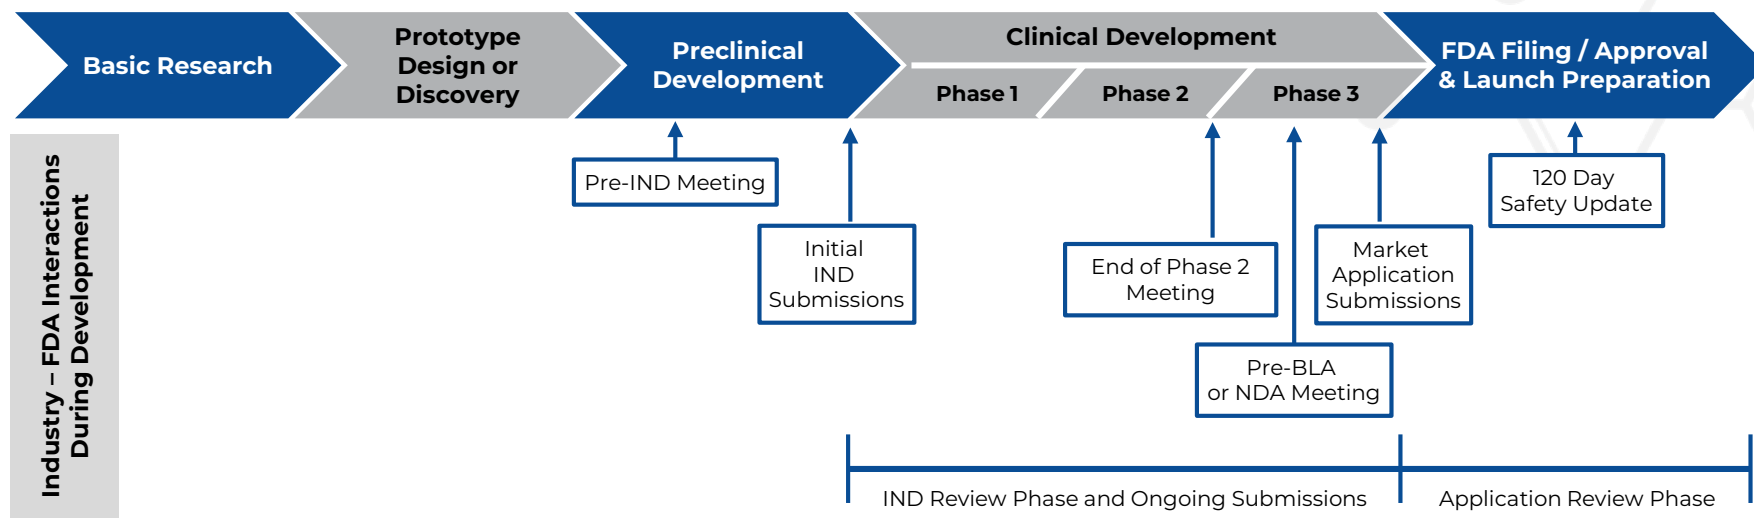 Basic Research
Prototype
Design or
Discovery
Preclinical
Development
Clinical Development
Phase 1
Phase 2
Phase 3
FDA Filing / Approval
& Launch Preparation
Industry – FDA Interactions
During Development
Pre-IND Meeting
Initial
IND
Submissions
End of Phase 2
Meeting
Pre-BLA
or NDA Meeting
Market
Application
Submissions
120 Day
Safety Update
IND Review Phase and Ongoing Submissions
Application Review Phase